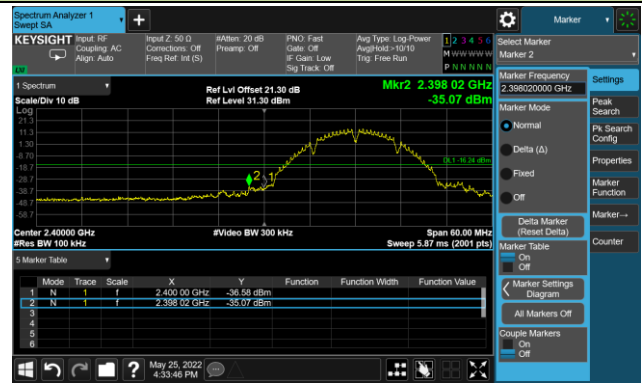 Spectrum Analyzer 1
Swept SA
Marker
KEYSIGHT Input: RF Input Z: 50 Ω #Atten: 20 dB PNO: Fast Avg Type: Log-Power 1 2 3 4 5 6
Coupling: AC Corrections: Off Preamp: Off Gate: Off Avg|Hold:>10/10 M W W W W W
Align: Auto Freq Ref: Int (S) IF Gain: Low Trig: Free Run
Sig Track: Off P N N N N N
Select Marker
Marker 2
1 Spectrum
Ref Lvl Offset 21.30 dB Mkr2 2.398 02 GHz
Scale/Div 10 dB Ref Level 31.30 dBm -35.07 dBm
Log
21.3
11.3
1.30
-8.70
DL1 -16.24 dBm
-18.7
2 1
-28.7
-38.7
-48.7
-58.7
Center 2.40000 GHz #Video BW 300 kHz Span 60.00 MHz
#Res BW 100 kHz Sweep 5.87 ms (2001 pts)
5 Marker Table
Mode Trace Scale X Y Function Function Width Function Value
1 N 1 f 2.400 00 GHz -36.58 dBm
2 N 1 f 2.398 02 GHz -35.07 dBm
3
4
5
6
Marker Frequency
2.398020000 GHz
Marker Mode
Normal
Delta (Δ)
Fixed
Off
Delta Marker
(Reset Delta)
Marker Table
On
Off
Marker Settings
Diagram
All Markers Off
Couple Markers
On
Off
Settings
Peak
Search
Pk Search
Config
Properties
Marker
Function
Marker→
Counter
May 25, 2022
4:33:46 PM